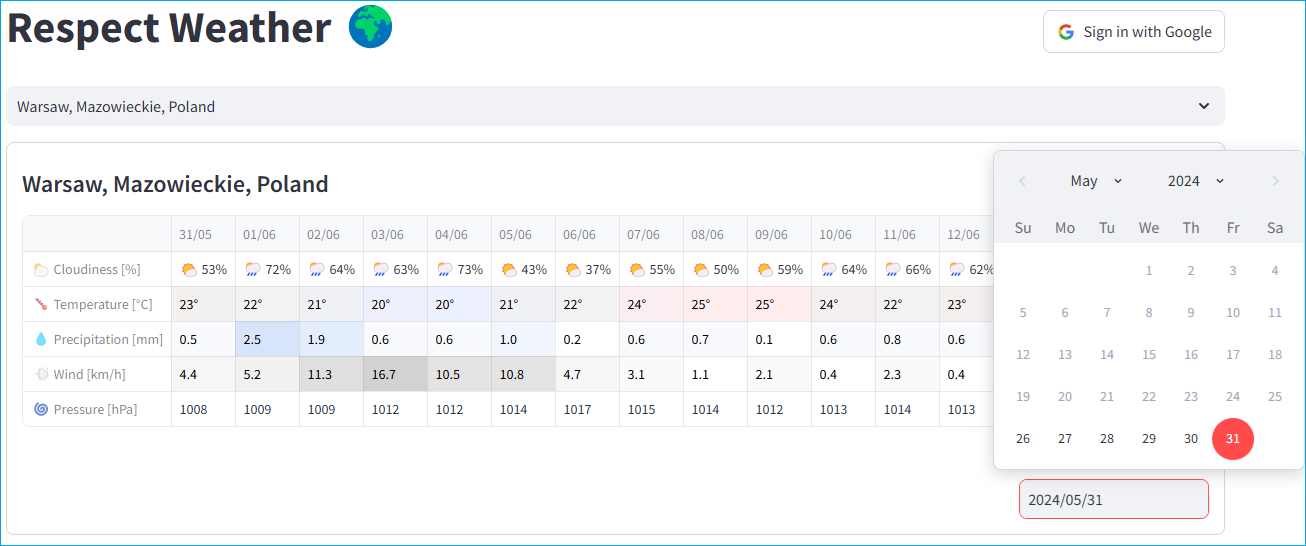 Respect Weather
Sign in with Google
Warsaw, Mazowieckie, Poland
Warsaw, Mazowieckie, Poland
31/05 01/06 02/06 03/06 04/06 05/06 06/06 07/06 08/06 09/06 10/06 11/06 12/06
Cloudiness [%] 53% 72% 64% 63% 73% 43% 37% 55% 50% 59% 64% 66% 62%
Temperature [°C] 23° 22° 21° 20° 20° 21° 22° 24° 25° 25° 24° 22° 23°
Precipitation [mm] 0.5 2.5 1.9 0.6 0.6 1.0 0.2 0.6 0.7 0.1 0.6 0.8 0.6
Wind [km/h] 4.4 5.2 11.3 16.7 10.5 10.8 4.7 3.1 1.1 2.1 0.4 2.3 0.4
Pressure [hPa] 1008 1009 1009 1012 1012 1014 1017 1015 1014 1012 1013 1014 1013
May 2024
Su Mo Tu We Th Fr Sa
1 2 3 4
5 6 7 8 9 10 11
12 13 14 15 16 17 18
19 20 21 22 23 24 25
26 27 28 29 30 31
2024/05/31